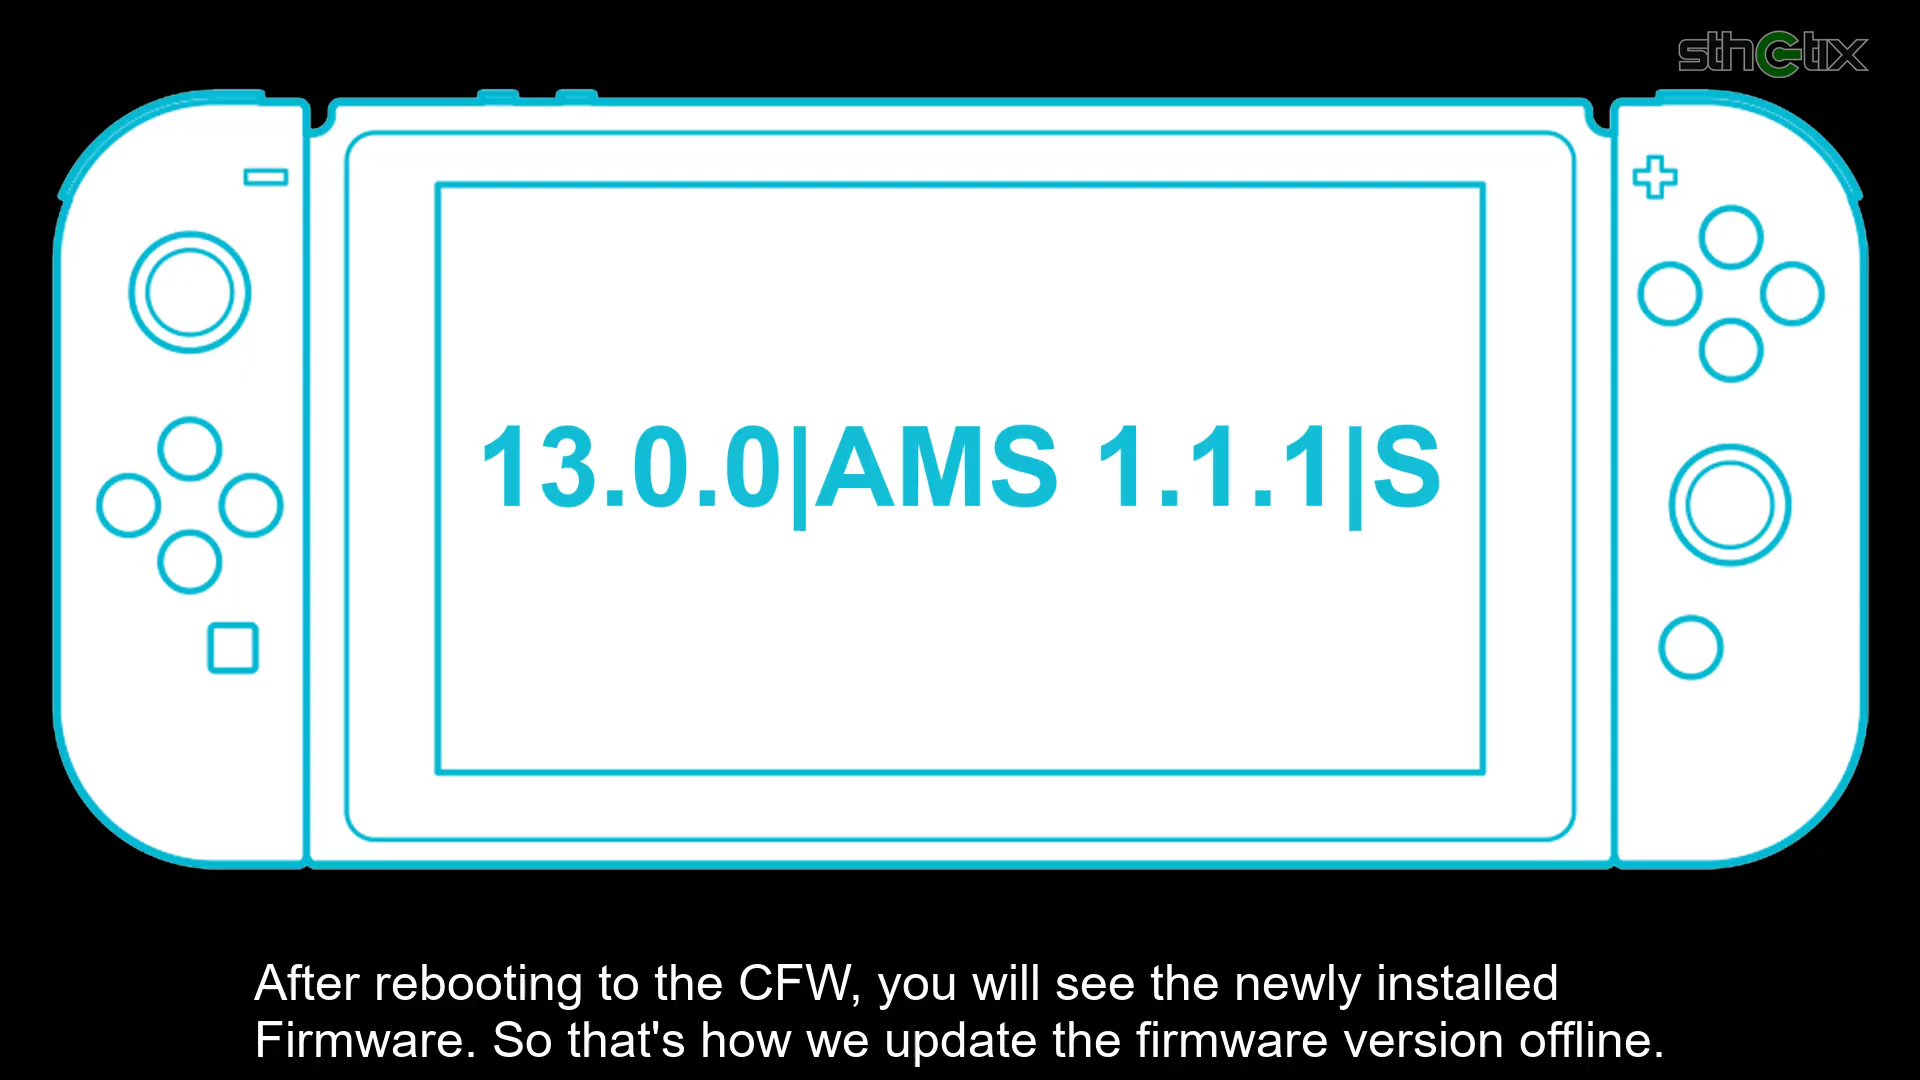 sthetix
13.0.0|AMS 1.1.1|S
After rebooting to the CFW, you will see the newly installed
Firmware. So that's how we update the firmware version offline.